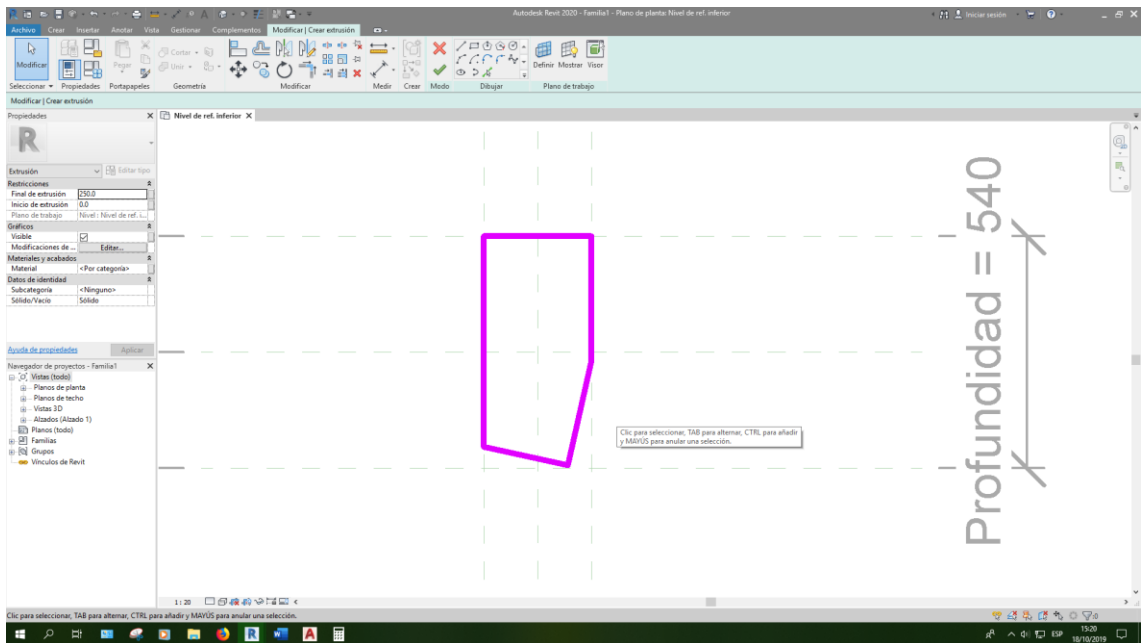 Autodesk Revit 2020 - Familia1 - Plano de planta: Nivel de ref. inferior
Iniciar sesión
Archivo Crear Insertar Anotar Vista Gestionar Complementos Modificar | Crear extrusión
Modificar
Pegar
Cortar
Unir
Definir Mostrar Visor
Seleccionar Propiedades Portapapeles Geometría Modificar Medir Crear Modo Dibujar Plano de trabajo
Modificar | Crear extrusión
Propiedades
Nivel de ref. inferior
R
Extrusión
Editar tipo
Restricciones
Final de extrusión 250.0
Inicio de extrusión 0.0
Plano de trabajo Nivel : Nivel de ref. i...
Gráficos
Visible
Modificaciones de ... Editar...
Materiales y acabados
Material <Por categoría>
Datos de identidad
Subcategoría <Ninguno>
Sólido/Vacío Sólido
Ayuda de propiedades Aplicar
Navegador de proyectos - Familia1
Vistas (todo)
Planos de planta
Planos de techo
Vistas 3D
Alzados (Alzado 1)
Planos (todo)
Familias
Grupos
Vínculos de Revit
Profundidad = 540
Clic para seleccionar, TAB para alternar, CTRL para añadir
y MAYÚS para anular una selección.
1 : 20
Clic para seleccionar, TAB para alternar, CTRL para añadir y MAYÚS para anular una selección.
:0
ESP
15:20
18/10/2019